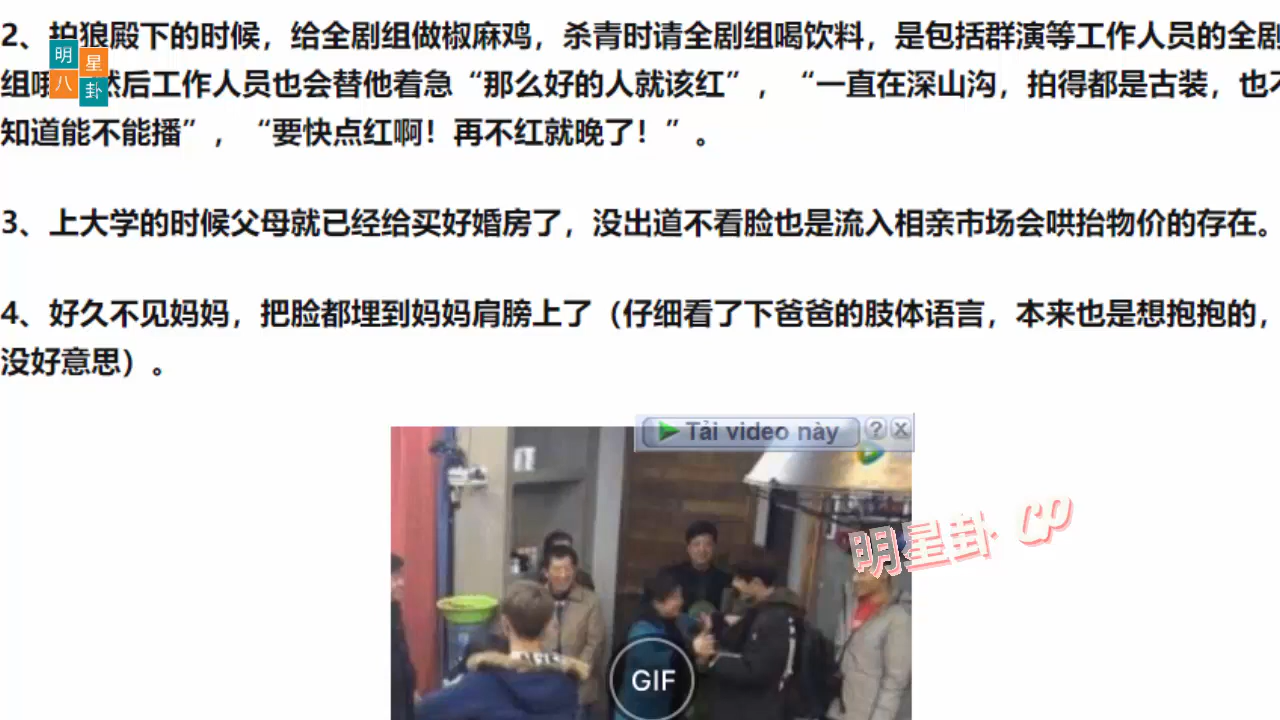 2、拍狼殿下的时候，给全剧组做椒麻鸡，杀青时请全剧组喝饮料，是包括群演等工作人员的全剧
组哦 然后工作人员也会替他着急“那么好的人就该红”，“一直在深山沟，拍得都是古装，也不
知道能不能播”，“要快点红啊！再不红就晚了！”。
明星
八卦
3、上大学的时候父母就已经给买好婚房了，没出道不看脸也是流入相亲市场会哄抬物价的存在。
4、好久不见妈妈，把脸都埋到妈妈肩膀上了（仔细看了下爸爸的肢体语言，本来也是想抱抱的，
没好意思）。
Tải video này ? X
明星卦 CP
GIF